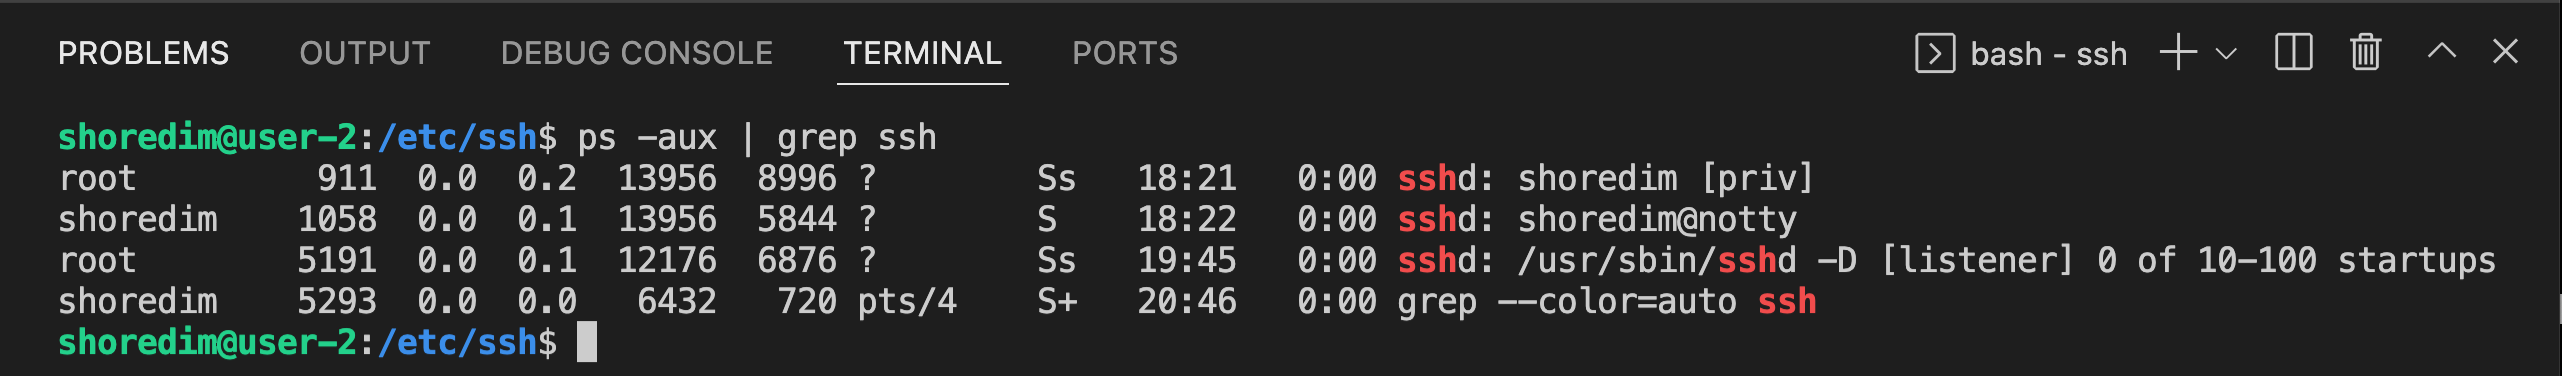 PROBLEMS OUTPUT DEBUG CONSOLE TERMINAL PORTS bash - ssh
shoredim@user-2:/etc/ssh$ ps -aux | grep ssh
root 911 0.0 0.2 13956 8996 ? Ss 18:21 0:00 sshd: shoredim [priv]
shoredim 1058 0.0 0.1 13956 5844 ? S 18:22 0:00 sshd: shoredim@notty
root 5191 0.0 0.1 12176 6876 ? Ss 19:45 0:00 sshd: /usr/sbin/sshd -D [listener] 0 of 10-100 startups
shoredim 5293 0.0 0.0 6432 720 pts/4 S+ 20:46 0:00 grep --color=auto ssh
shoredim@user-2:/etc/ssh$